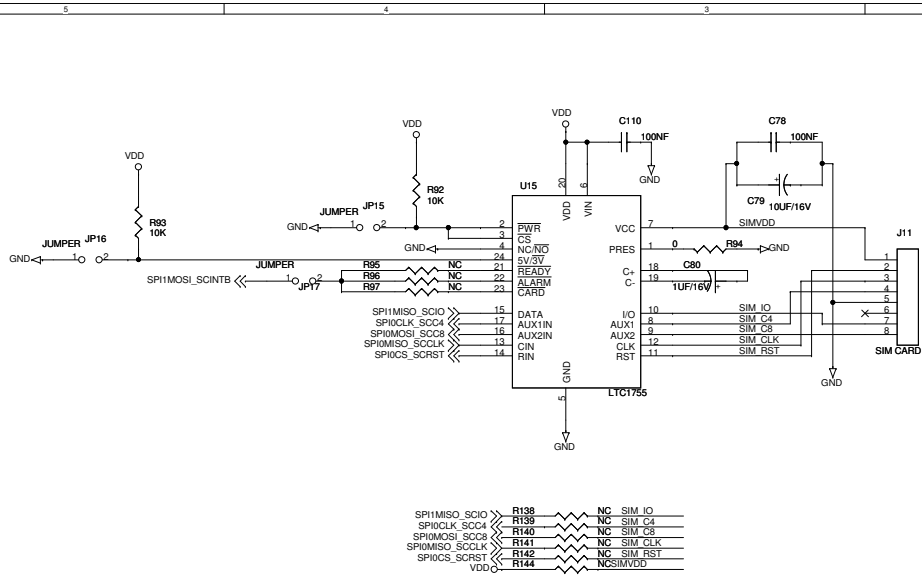 5 4 3
VDD C110 C78
VDD 100NF 100NF
VDD GND
U15 C79 10UF/16V
R92 10K
20 6
VDD VIN
JUMPER JP15
R93 10K
GND 1 2 2 PWR VCC 7 SIMVDD
3 CS
JUMPER JP16 GND 4 NC/NO PRES 1 0 R94 GND J11
GND 1 2 24 5V/3V
JUMPER R95 NC 21 READY C+ 18 C80
SPI1MOSI_SCINTB 1 2 R96 NC 22 ALARM C- 19
JP17 R97 NC 23 CARD 1UF/16V
1
2
3
4
5
6
7
8
SIM CARD
SPI1MISO_SCIO 15 DATA I/O 10 SIM_IO
SPI0CLK_SCC4 17 AUX1IN AUX1 8 SIM_C4
SPI0MOSI_SCC8 16 AUX2IN AUX2 9 SIM_C8
SPI0MISO_SCCLK 13 CIN CLK 12 SIM_CLK
SPI0CS_SCRST 14 RIN RST 11 SIM_RST
GND
5
LTC1755
GND
GND
SPI1MISO_SCIO R138 NC SIM_IO
SPI0CLK_SCC4 R139 NC SIM_C4
SPI0MOSI_SCC8 R140 NC SIM_C8
SPI0MISO_SCCLK R141 NC SIM_CLK
SPI0CS_SCRST R142 NC SIM_RST
VDD R144 NC SIMVDD